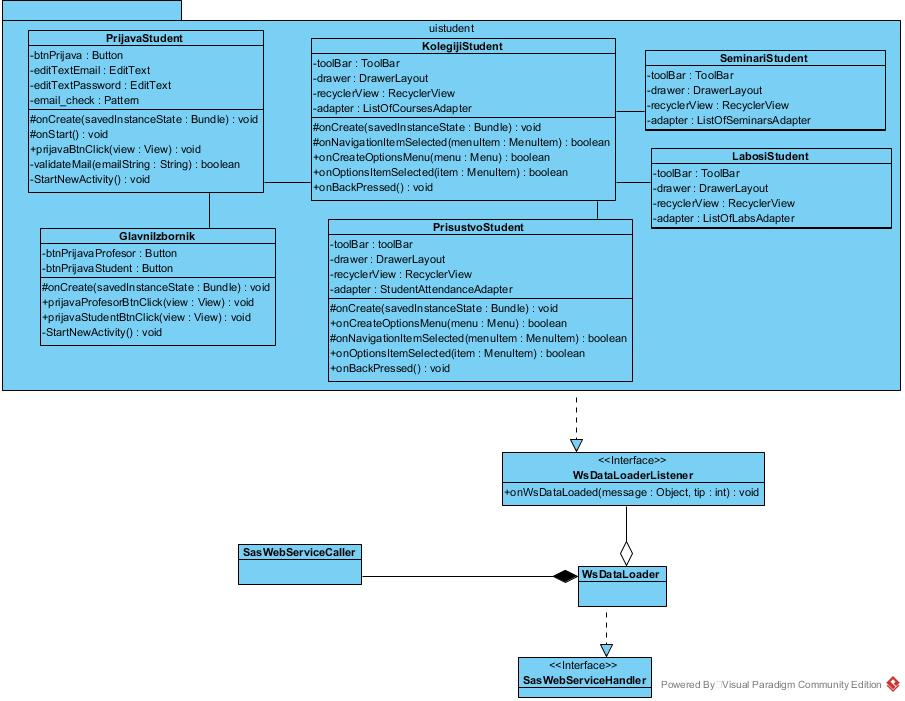 uistudent
PrijavaStudent
-btnPrijava : Button
-editTextEmail : EditText
-editTextPassword : EditText
-email_check : Pattern
#onCreate(savedInstanceState : Bundle) : void
#onStart() : void
+prijavaBtnClick(view : View) : void
-validateMail(emailString : String) : boolean
-StartNewActivity() : void
KolegijiStudent
-toolBar : ToolBar
-drawer : DrawerLayout
-recyclerView : RecyclerView
-adapter : ListOfCoursesAdapter
#onCreate(savedInstanceState : Bundle) : void
#onNavigationItemSelected(menuItem : MenuItem) : boolean
+onCreateOptionsMenu(menu : Menu) : boolean
+onOptionsItemSelected(item : MenuItem) : boolean
+onBackPressed() : void
SeminariStudent
-toolBar : ToolBar
-drawer : DrawerLayout
-recyclerView : RecyclerView
-adapter : ListOfSeminarsAdapter
LabosiStudent
-toolBar : ToolBar
-drawer : DrawerLayout
-recyclerView : RecyclerView
-adapter : ListOfLabsAdapter
GlavniIzbornik
-btnPrijavaProfesor : Button
-btnPrijavaStudent : Button
#onCreate(savedInstanceState : Bundle) : void
+prijavaProfesorBtnClick(view : View) : void
+prijavaStudentBtnClick(view : View) : void
-StartNewActivity() : void
PrisustvoStudent
-toolBar : toolBar
-drawer : DrawerLayout
-recyclerView : RecyclerView
-adapter : StudentAttendanceAdapter
#onCreate(savedInstanceState : Bundle) : void
+onCreateOptionsMenu(menu : Menu) : boolean
#onNavigationItemSelected(menuItem : MenuItem) : boolean
+onOptionsItemSelected(item : MenuItem) : boolean
+onBackPressed() : void
<<Interface>>
WsDataLoaderListener
+onWsDataLoaded(message : Object, tip : int) : void
SasWebServiceCaller
WsDataLoader
<<Interface>>
SasWebServiceHandler
Powered By Visual Paradigm Community Edition